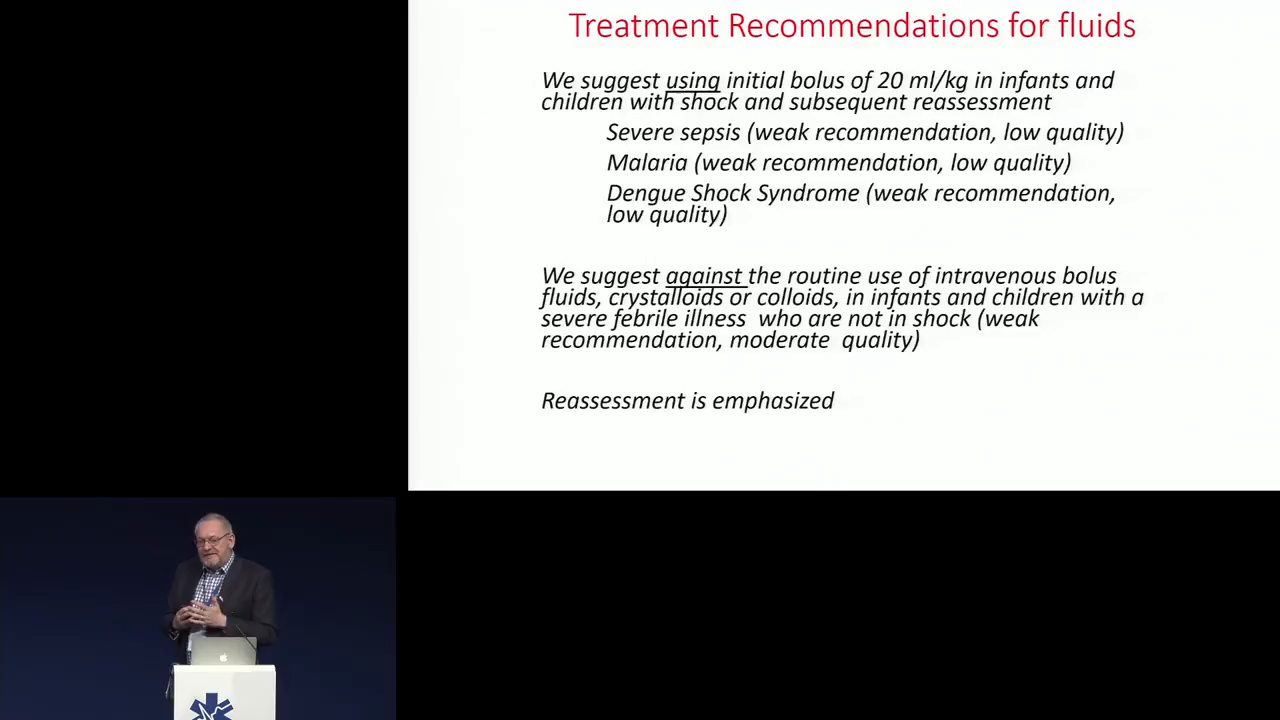 Treatment Recommendations for fluids
We suggest using initial bolus of 20 ml/kg in infants and
children with shock and subsequent reassessment
Severe sepsis (weak recommendation, low quality)
Malaria (weak recommendation, low quality)
Dengue Shock Syndrome (weak recommendation,
low quality)
We suggest against the routine use of intravenous bolus
fluids, crystalloids or colloids, in infants and children with a
severe febrile illness who are not in shock (weak
recommendation, moderate quality)
Reassessment is emphasized